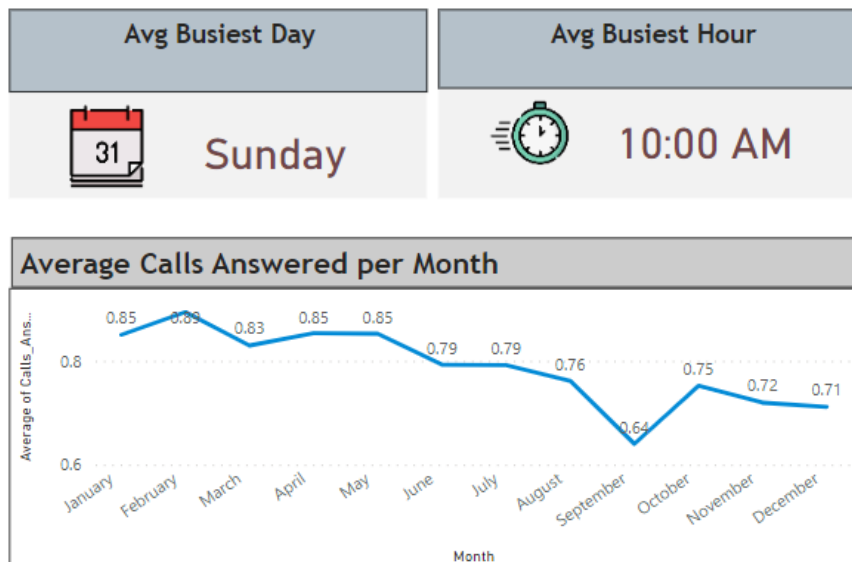 Avg Busiest Day
Avg Busiest Hour
31
Sunday
10:00 AM
Average Calls Answered per Month
Average of Calls_Ans...
0.8
0.6
0.85
0.89
0.83
0.85
0.85
0.79
0.79
0.76
0.64
0.75
0.72
0.71
January
February
March
April
May
June
July
August
September
October
November
December
Month